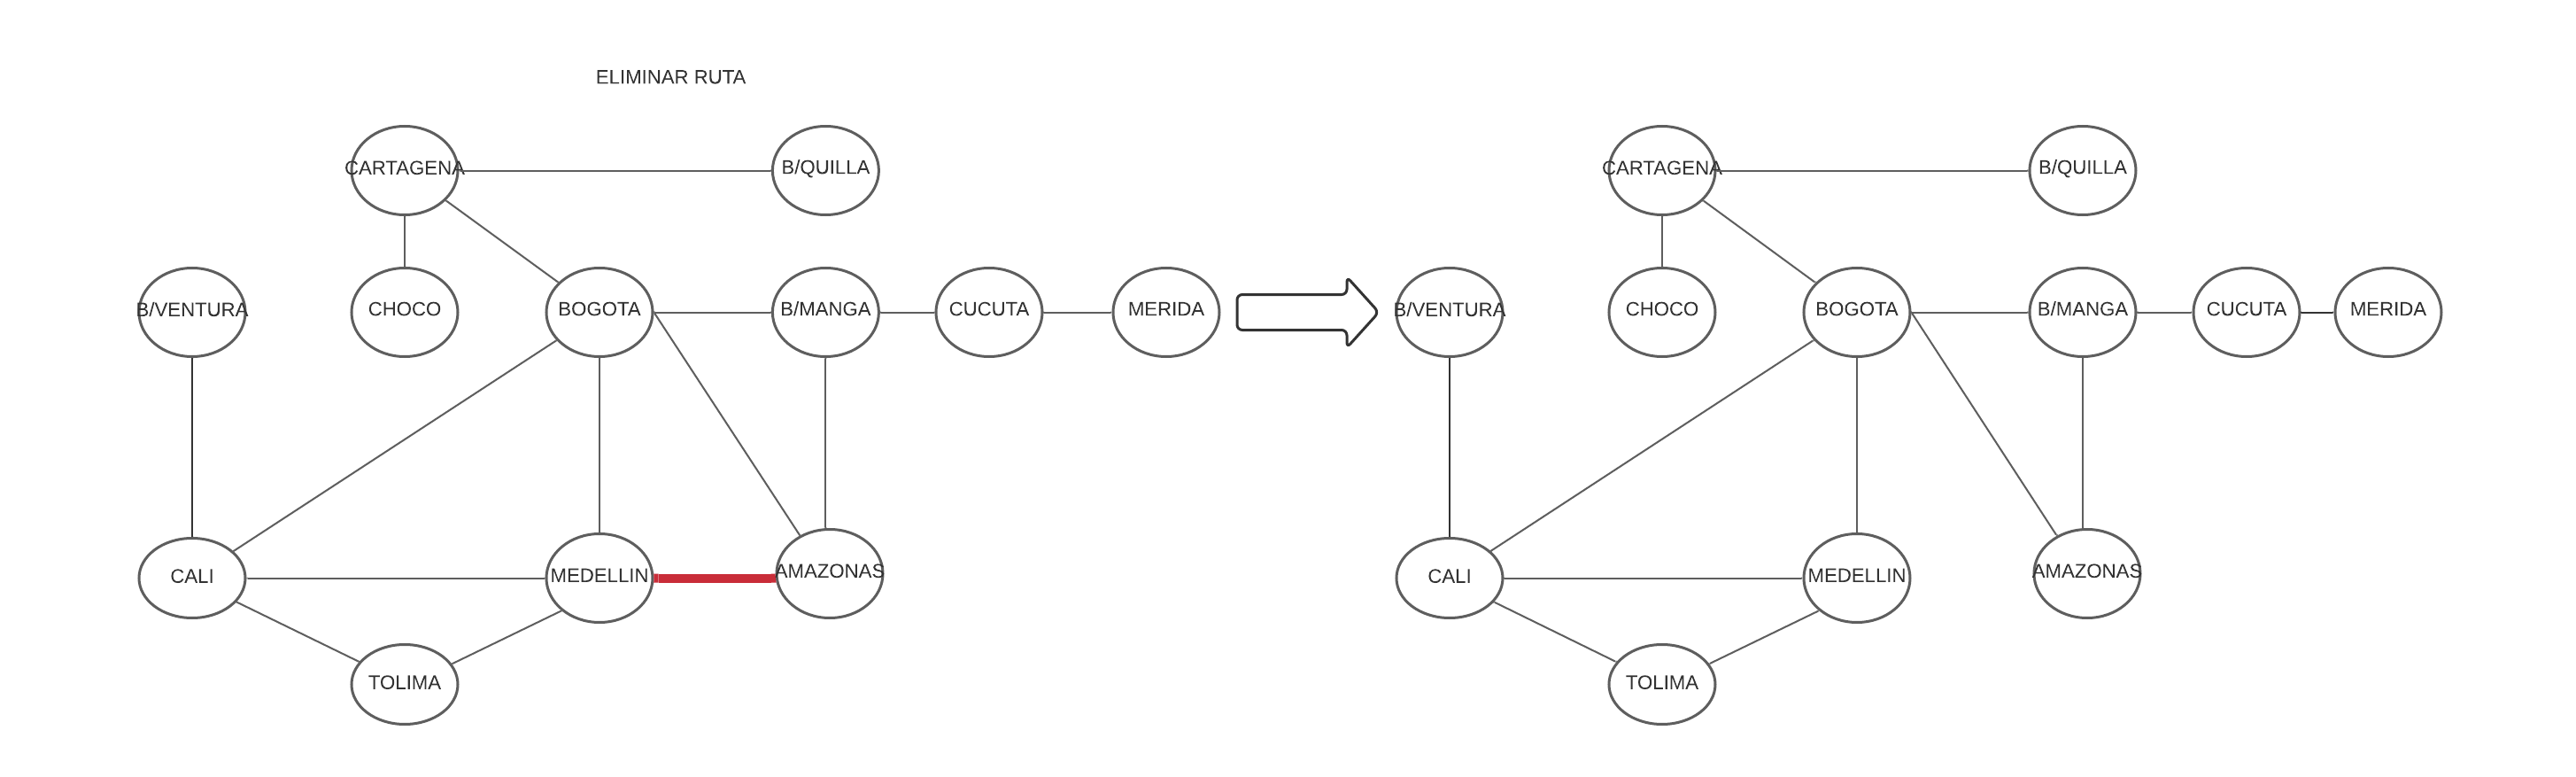 ELIMINAR RUTA
CARTAGENA
B/QUILLA
B/VENTURA
CHOCO
BOGOTA
B/MANGA
CUCUTA
MERIDA
CALI
MEDELLIN
AMAZONAS
TOLIMA
CARTAGENA
B/QUILLA
B/VENTURA
CHOCO
BOGOTA
B/MANGA
CUCUTA
MERIDA
CALI
MEDELLIN
AMAZONAS
TOLIMA